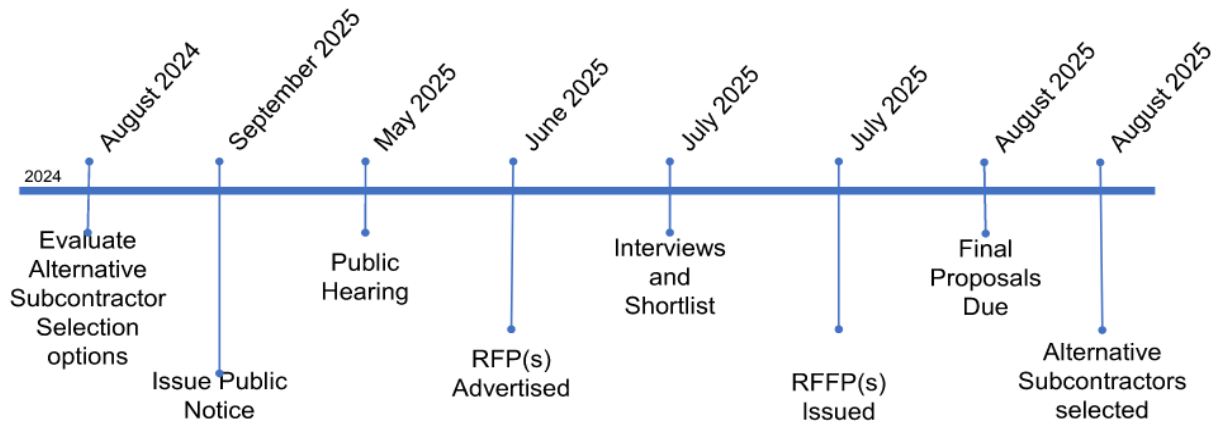 August 2024
September 2025
May 2025
June 2025
July 2025
July 2025
August 2025
August 2025
2024
Evaluate
Alternative
Subcontractor
Selection
options
Issue Public
Notice
Public
Hearing
RFP(s)
Advertised
Interviews
and
Shortlist
RFFP(s)
Issued
Final
Proposals
Due
Alternative
Subcontractors
selected